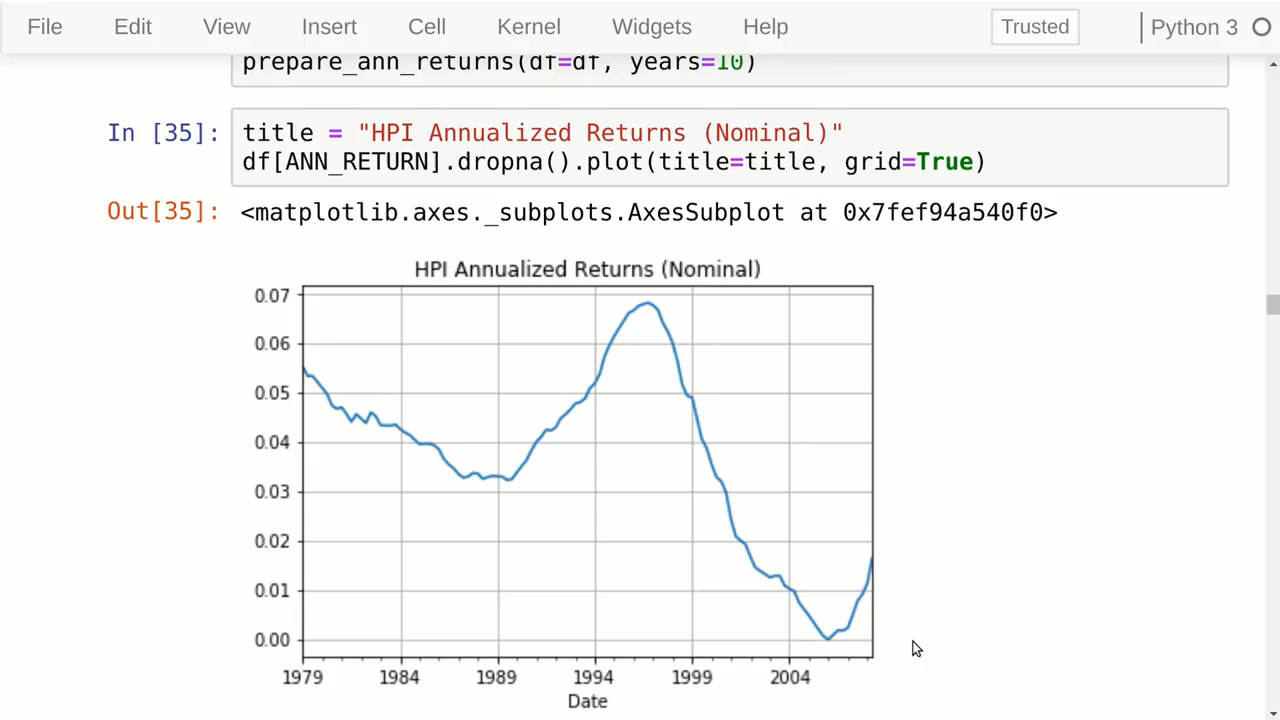 File Edit View Insert Cell Kernel Widgets Help Trusted Python 3
prepare_ann_returns(df=df, years=10)
In [35]: title = "HPI Annualized Returns (Nominal)"
df[ANN_RETURN].dropna().plot(title=title, grid=True)
Out[35]: <matplotlib.axes._subplots.AxesSubplot at 0x7fef94a540f0>
HPI Annualized Returns (Nominal)
0.07
0.06
0.05
0.04
0.03
0.02
0.01
0.00
1979 1984 1989 1994 1999 2004
Date